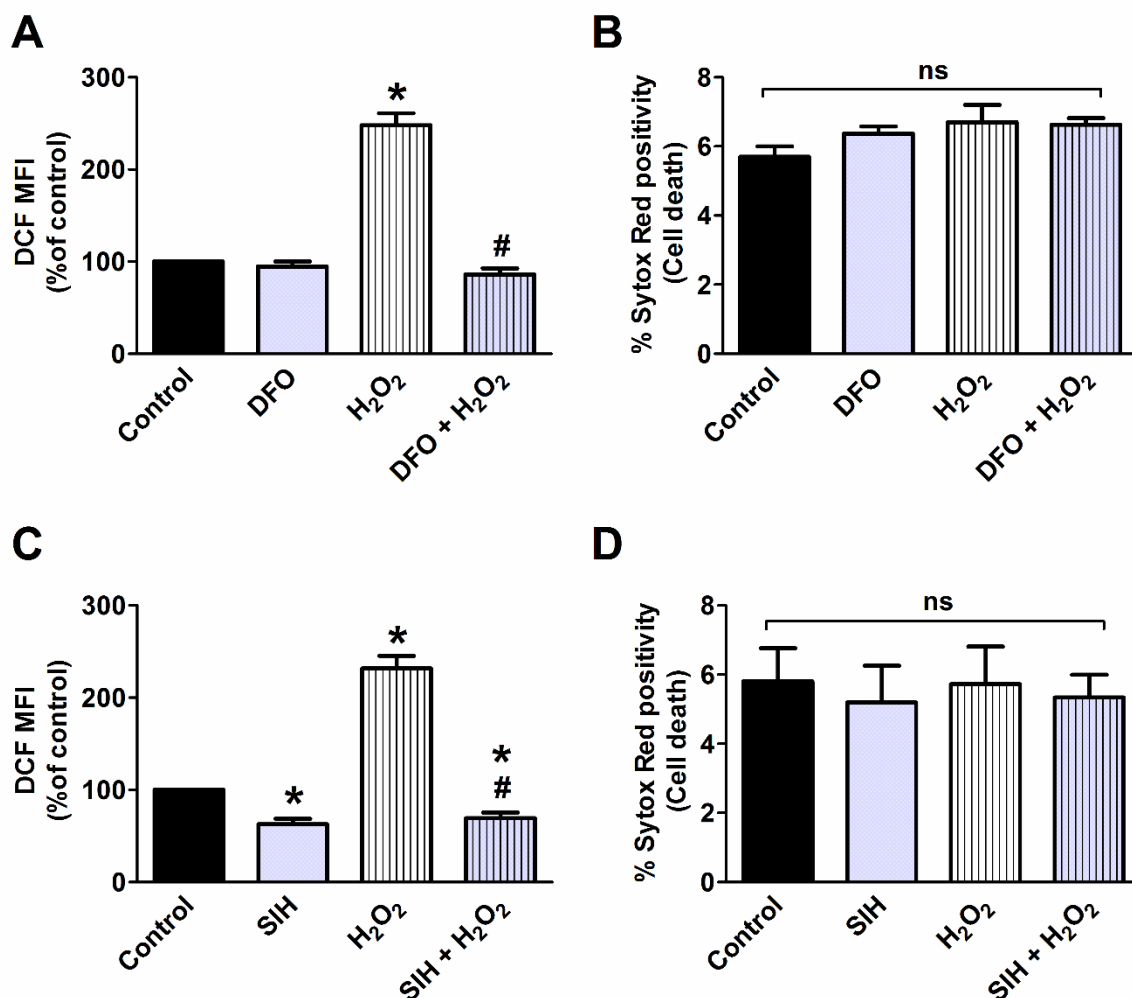 A
DCF MFI
(%of control)
300
200
100
0
*
#
Control
DFO
H₂O₂
DFO + H₂O₂
B
% Sytox Red positivity
(Cell death)
8
6
4
2
0
ns
Control
DFO
H₂O₂
DFO + H₂O₂
C
DCF MFI
(%of control)
300
200
100
0
*
*
*
#
Control
SIH
H₂O₂
SIH + H₂O₂
D
% Sytox Red positivity
(Cell death)
8
6
4
2
0
ns
Control
SIH
H₂O₂
SIH + H₂O₂